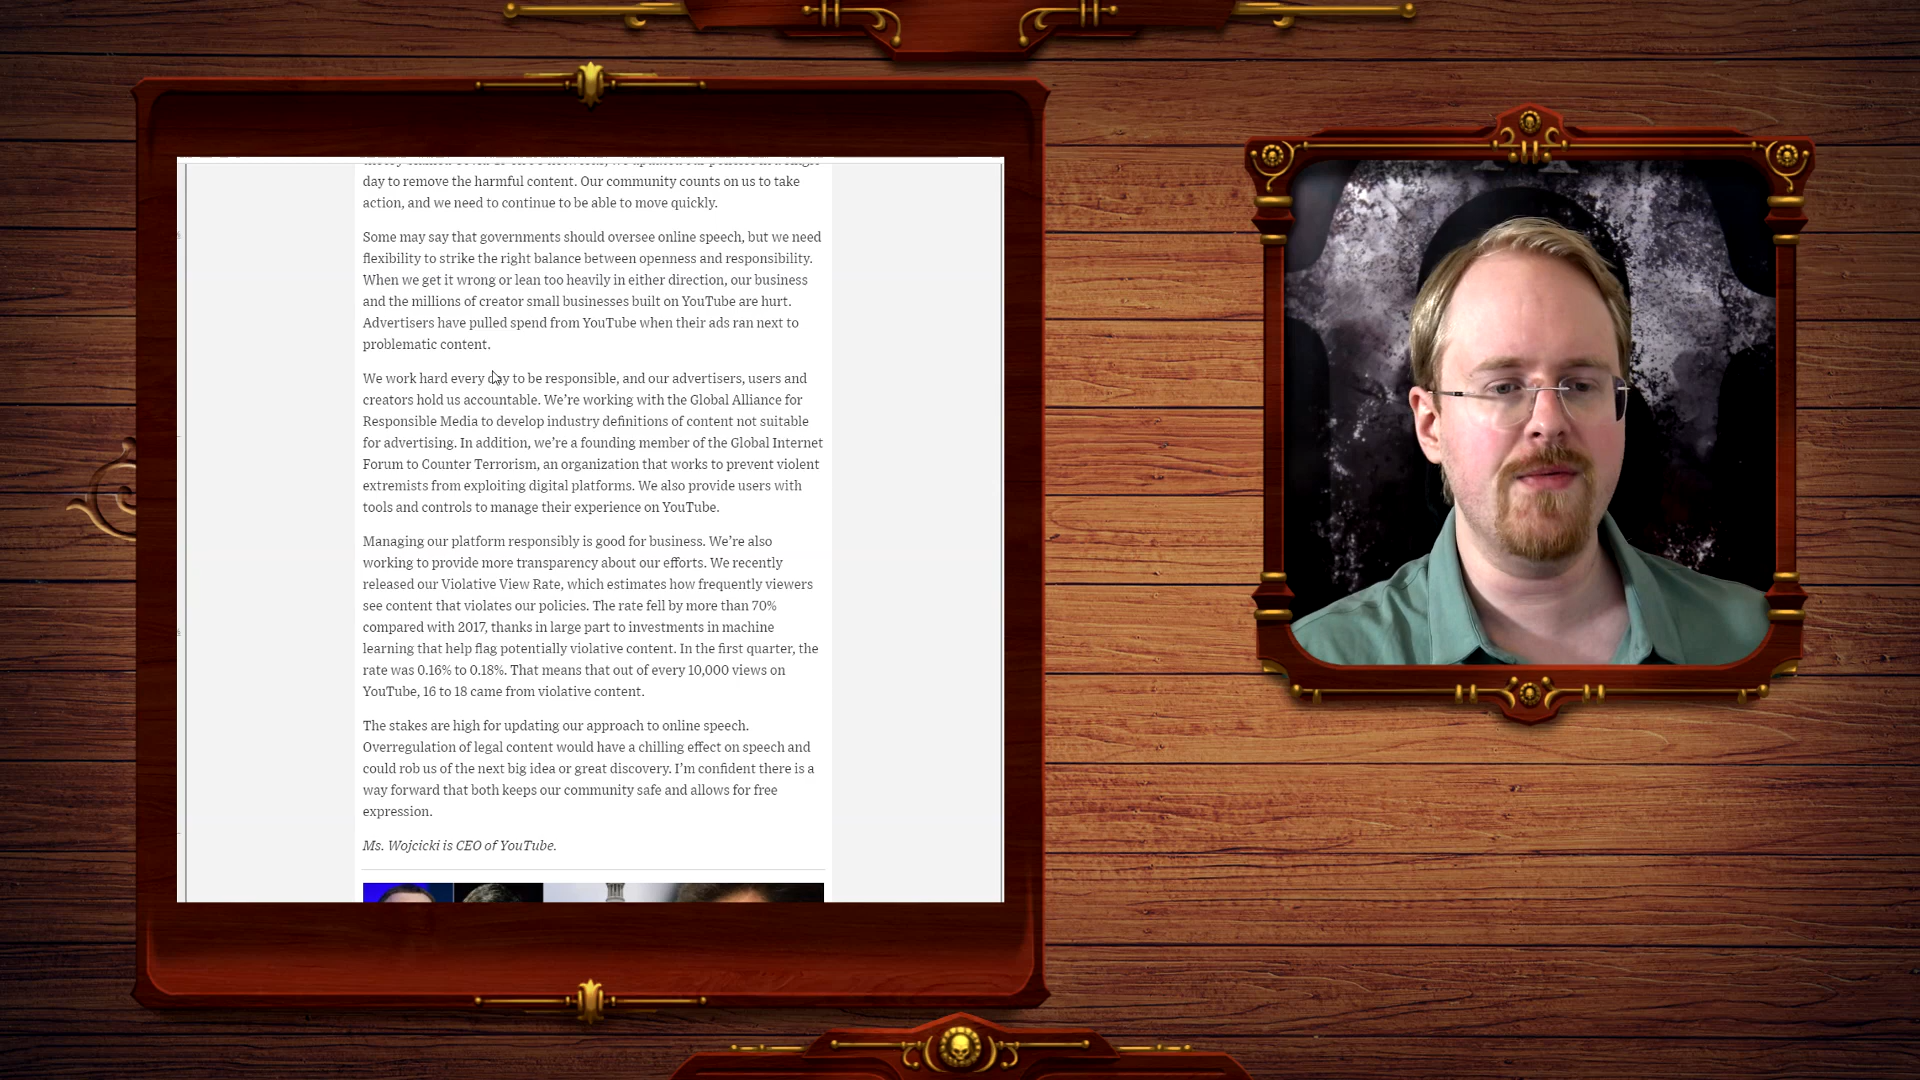 day to remove the harmful content. Our community counts on us to take
action, and we need to continue to be able to move quickly.
Some may say that governments should oversee online speech, but we need
flexibility to strike the right balance between openness and responsibility.
When we get it wrong or lean too heavily in either direction, our business
and the millions of creator small businesses built on YouTube are hurt.
Advertisers have pulled spend from YouTube when their ads ran next to
problematic content.
We work hard every day to be responsible, and our advertisers, users and
creators hold us accountable. We’re working with the Global Alliance for
Responsible Media to develop industry definitions of content not suitable
for advertising. In addition, we’re a founding member of the Global Internet
Forum to Counter Terrorism, an organization that works to prevent violent
extremists from exploiting digital platforms. We also provide users with
tools and controls to manage their experience on YouTube.
Managing our platform responsibly is good for business. We’re also
working to provide more transparency about our efforts. We recently
released our Violative View Rate, which estimates how frequently viewers
see content that violates our policies. The rate fell by more than 70%
compared with 2017, thanks in large part to investments in machine
learning that help flag potentially violative content. In the first quarter, the
rate was 0.16% to 0.18%. That means that out of every 10,000 views on
YouTube, 16 to 18 came from violative content.
The stakes are high for updating our approach to online speech.
Overregulation of legal content would have a chilling effect on speech and
could rob us of the next big idea or great discovery. I’m confident there is a
way forward that both keeps our community safe and allows for free
expression.
Ms. Wojcicki is CEO of YouTube.